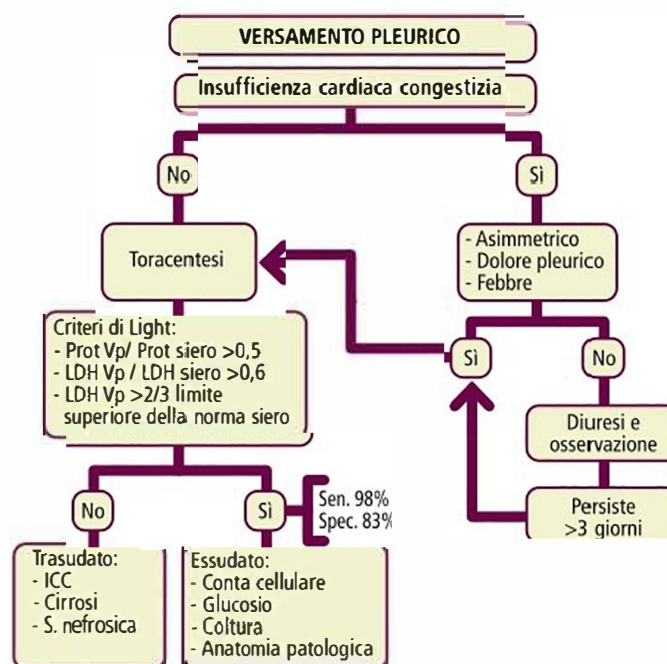 VERSAMENTO PLEURICO
Insufficienza cardiaca congestizia
No
Sì
Toracentesi
- Asimmetrico
- Dolore pleurico
- Febbre
Criteri di Light:
- Prot Vp/ Prot siero >0,5
- LDH Vp / LDH siero >0,6
- LDH Vp >2/3 limite
superiore della norma siero
Sì
No
Diuresi e
osservazione
Persiste
>3 giorni
No
Sì
Sen. 98%
Spec. 83%
Trasudato:
- ICC
- Cirrosi
- S. nefrosica
Essudato:
- Conta cellulare
- Glucosio
- Coltura
- Anatomia patologica